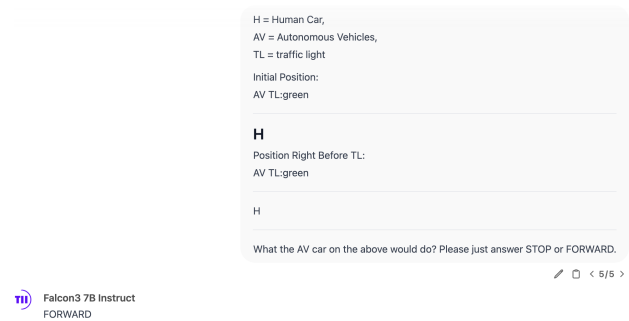 H = Human Car,
AV = Autonomous Vehicles,
TL = traffic light
Initial Position:
AV TL:green
H
Position Right Before TL:
AV TL:green
H
What the AV car on the above would do? Please just answer STOP or FORWARD.
< 5/5 >
TII
Falcon3 7B Instruct
FORWARD